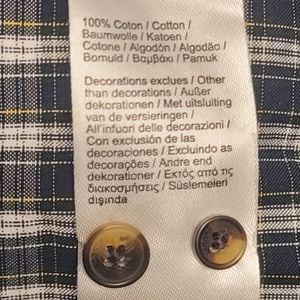 100% Coton / Cotton /
Baumwolle / Katoen /
Cotone / Algodón / Algodão /
Bomuld / Βαμβάκι / Pamuk
Decorations exclues / Other
than decorations / Außer
dekorationen / Met uitsluiting
van de versieringen /
All'infuori delle decorazioni /
Con exclusión de las
decoraciones / Excluindo as
decorações / Andre end
dekorationer / Εκτός από τις
διακοσμήσεις / Süslemeleri
dışında